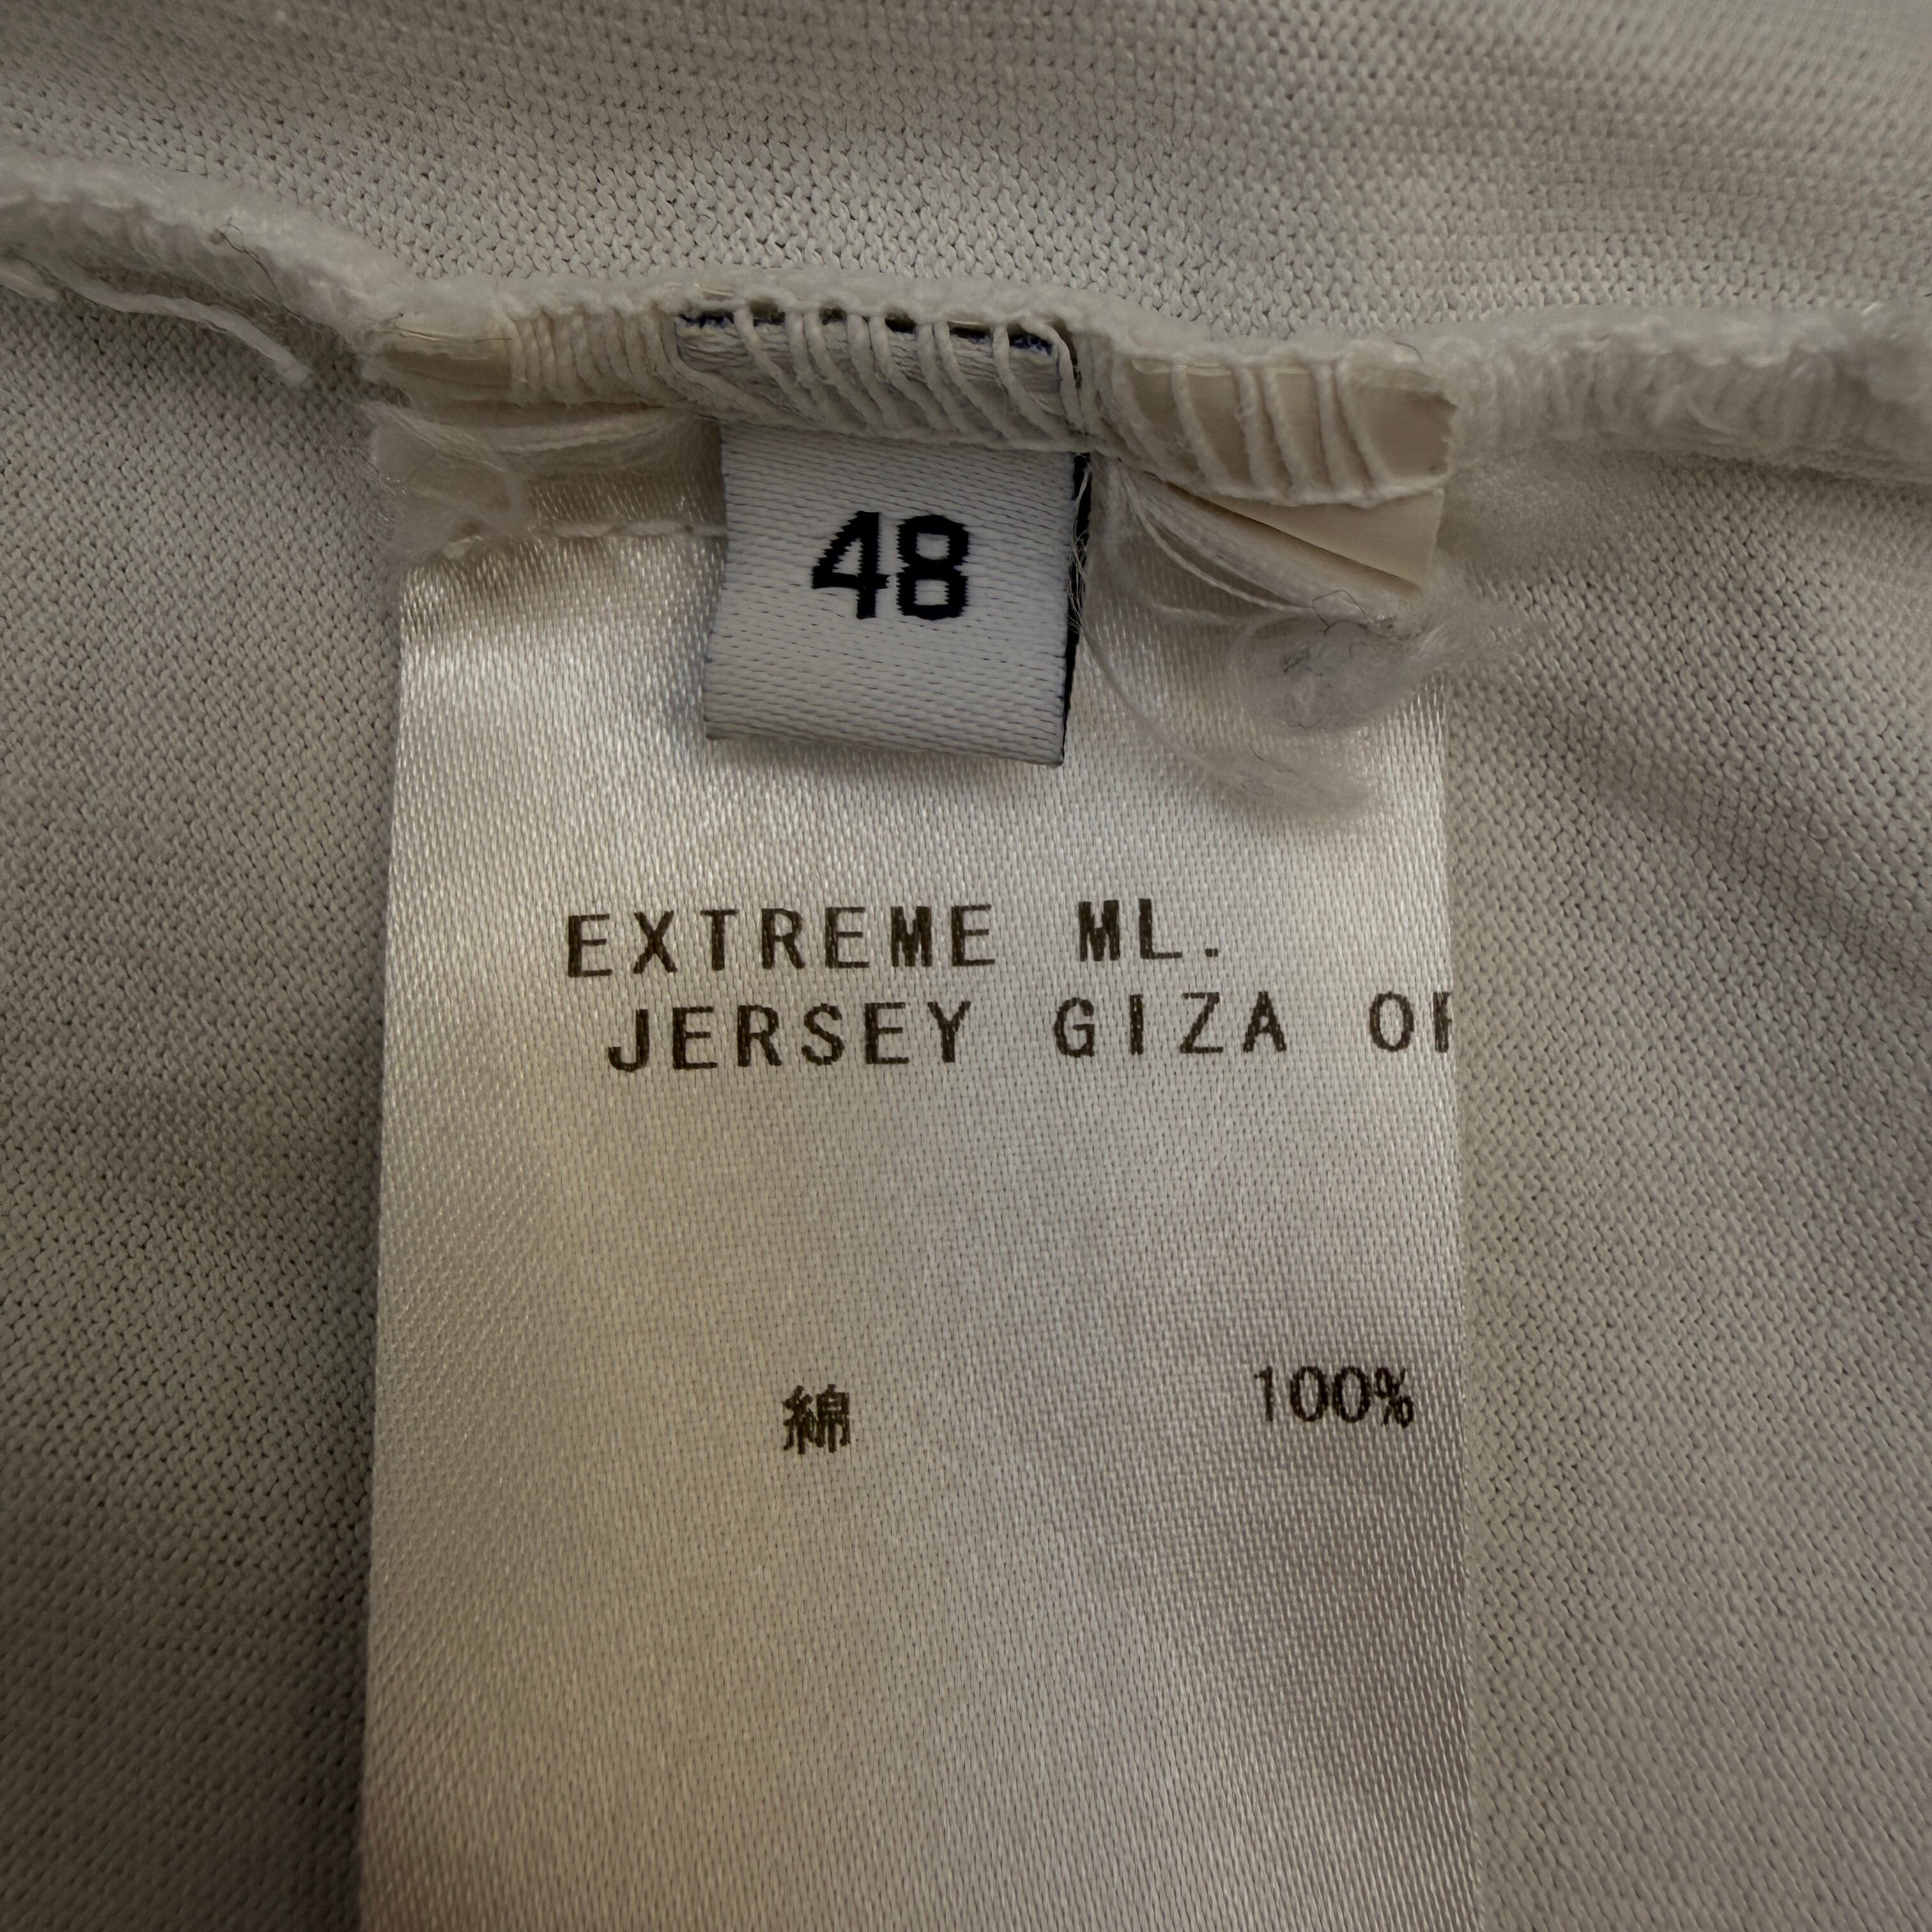 48
EXTREME ML.
JERSEY GIZA
綿 100%